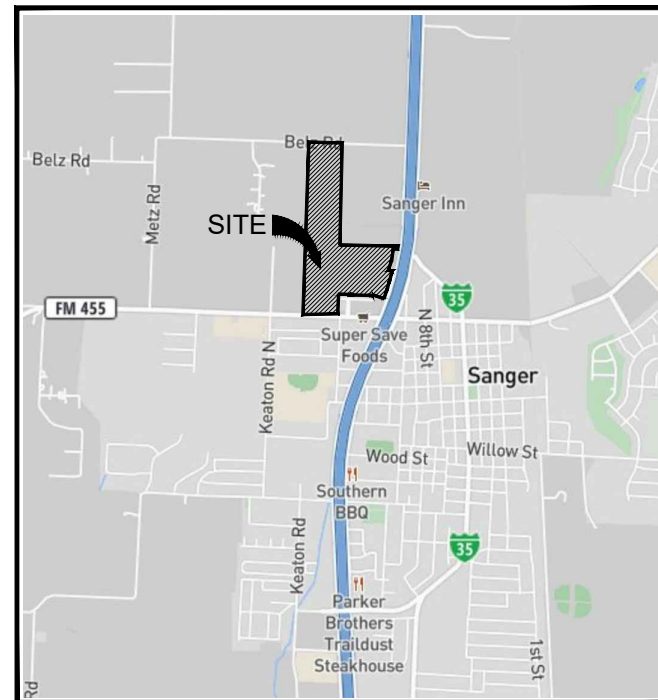 Belz Rd
Belz Rd
Metz Rd
Sanger Inn
SITE
35
FM 455
N 8th St
Super Save
Foods
Keaton Rd N
Sanger
Wood St
Willow St
Southern
BBQ
35
Keaton Rd
Parker
Brothers
Traildust
Steakhouse
1st St
Rd